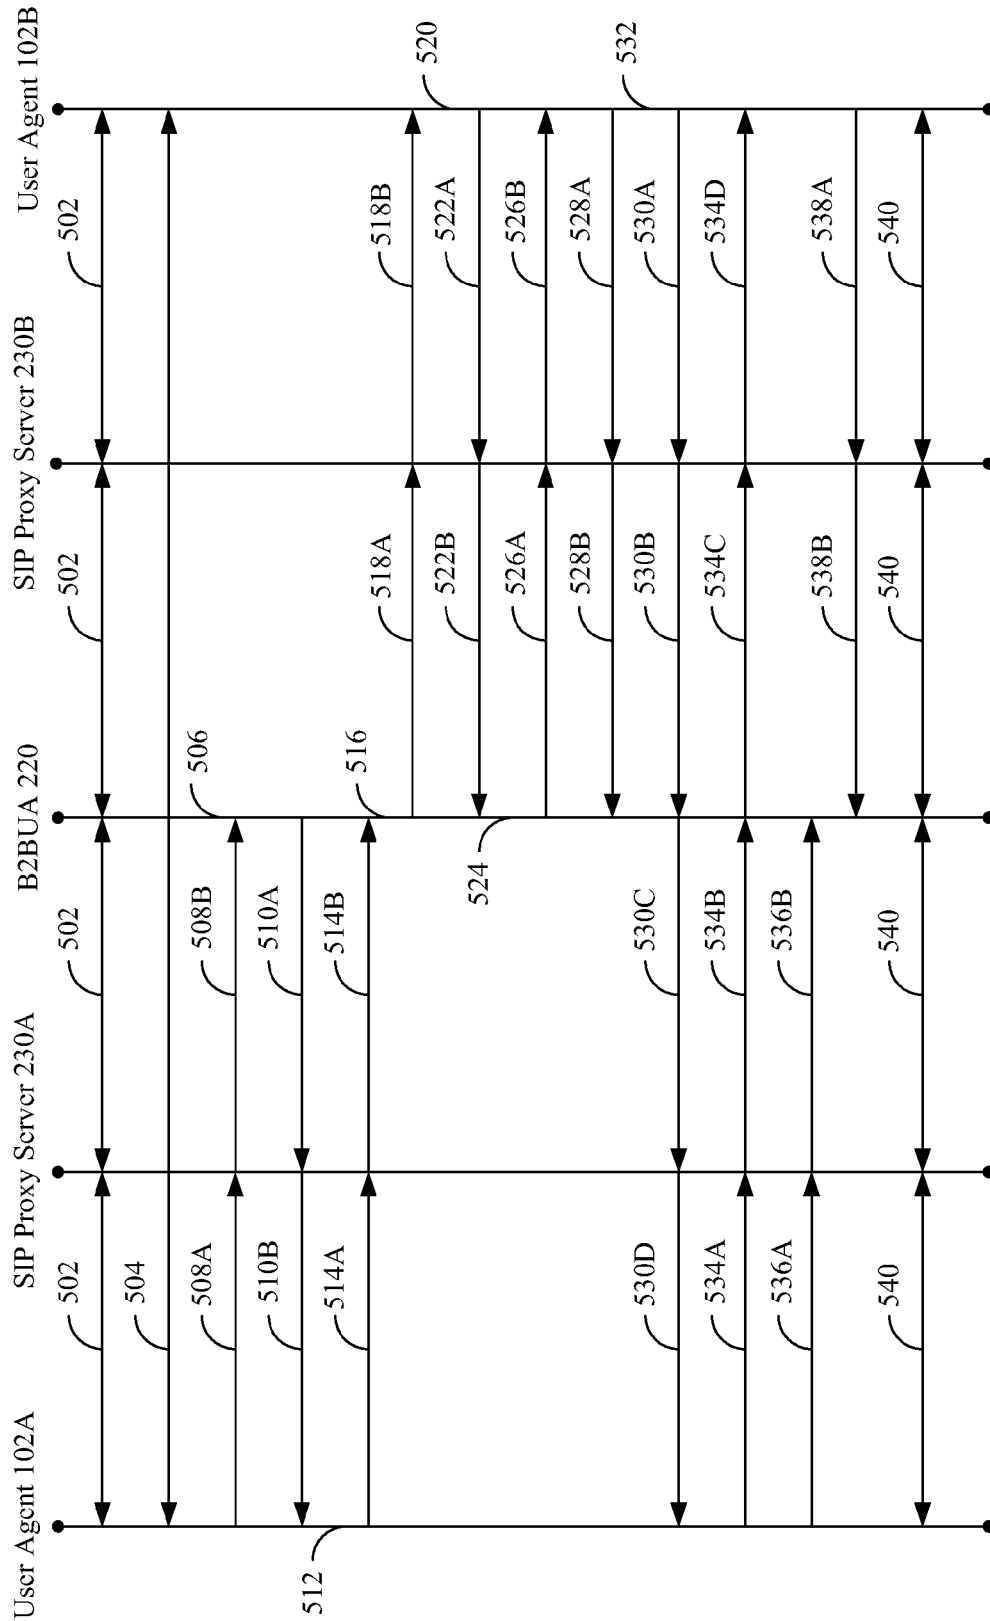 User Agent 102A
SIP Proxy Server 230A
B2BUA 220
SIP Proxy Server 230B
User Agent 102B
502
502
502
502
504
506
508A
508B
510B
510A
512
514A
514B
516
518A
518B
520
522B
522A
524
526A
526B
528B
528A
530D
530C
530B
530A
532
534A
534B
534C
534D
536A
536B
538B
538A
540
540
540
540